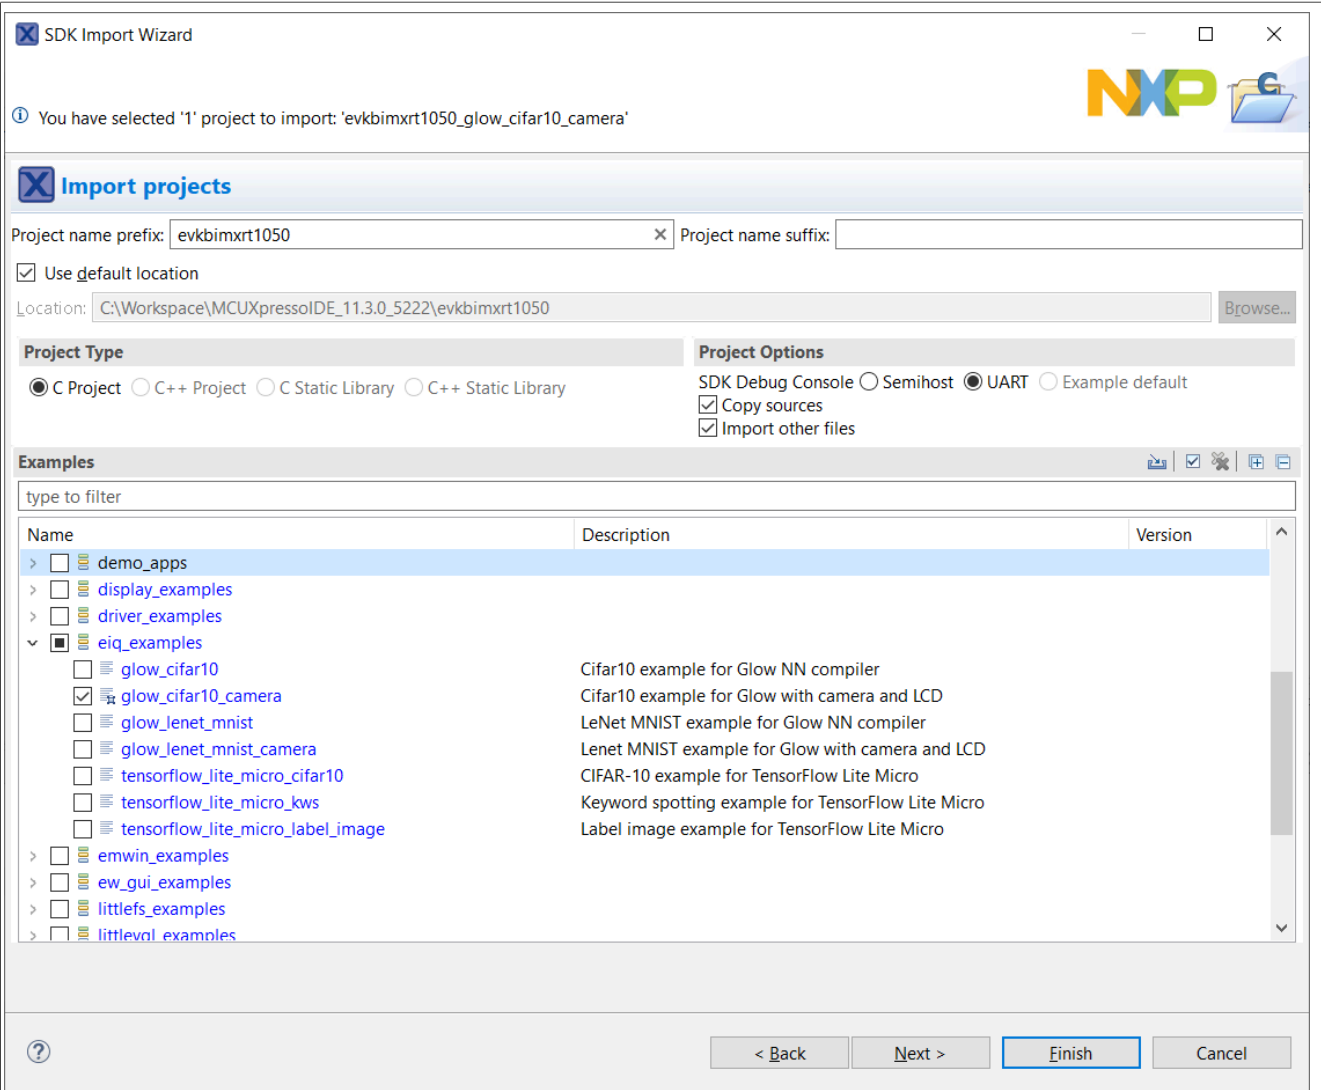 SDK Import Wizard
NXP
You have selected '1' project to import: 'evkbimxrt1050_glow_cifar10_camera'
Import projects
Project name prefix: evkbimxrt1050 Project name suffix:
Use default location
Location: C:\Workspace\MCUXpressoIDE_11.3.0_5222\evkbimxrt1050 Browse...
Project Type Project Options
C Project C++ Project C Static Library C++ Static Library SDK Debug Console Semihost UART Example default
Copy sources
Import other files
Examples
type to filter
Name Description Version
demo_apps
display_examples
driver_examples
eiq_examples
glow_cifar10 Cifar10 example for Glow NN compiler
glow_cifar10_camera Cifar10 example for Glow with camera and LCD
glow_lenet_mnist LeNet MNIST example for Glow NN compiler
glow_lenet_mnist_camera Lenet MNIST example for Glow with camera and LCD
tensorflow_lite_micro_cifar10 CIFAR-10 example for TensorFlow Lite Micro
tensorflow_lite_micro_kws Keyword spotting example for TensorFlow Lite Micro
tensorflow_lite_micro_label_image Label image example for TensorFlow Lite Micro
emwin_examples
ew_gui_examples
littlefs_examples
littlevgl_examples
< Back Next > Finish Cancel